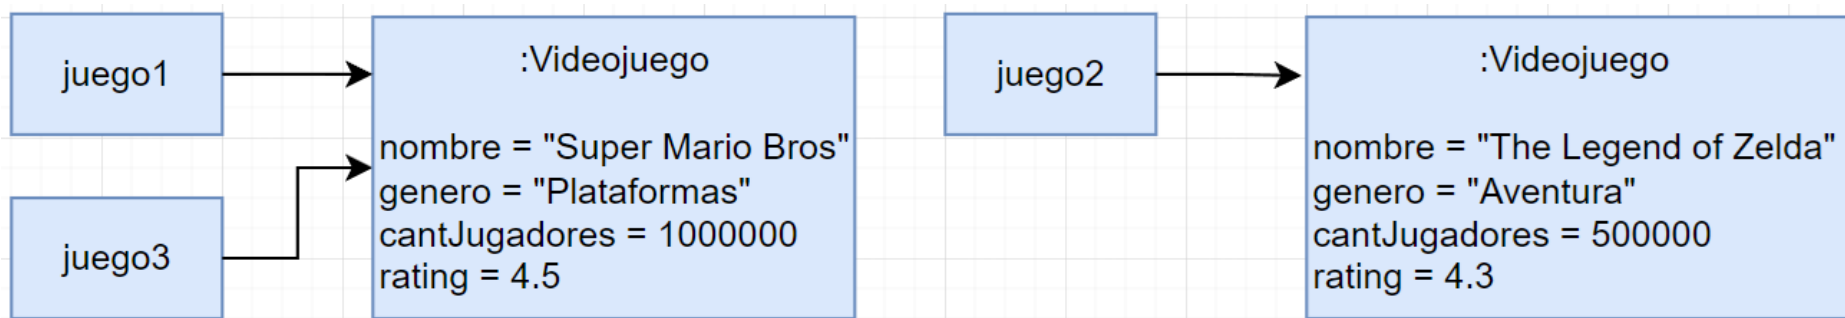 juego1
:Videojuego
nombre = "Super Mario Bros"
genero = "Plataformas"
cantJugadores = 1000000
rating = 4.5
juego3
juego2
:Videojuego
nombre = "The Legend of Zelda"
genero = "Aventura"
cantJugadores = 500000
rating = 4.3